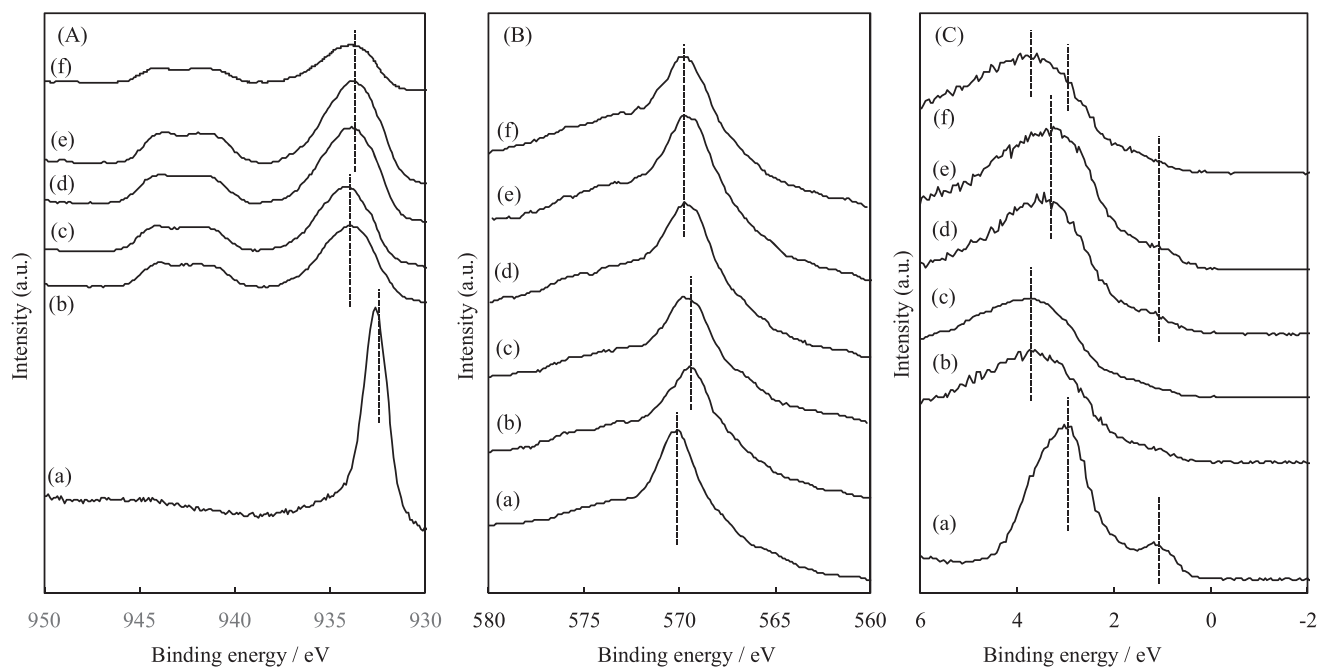 (A)
(f)
(e)
(d)
(c)
(b)
(a)
Intensity (a.u.)
950 945 940 935 930
Binding energy / eV
(B)
(f)
(e)
(d)
(c)
(b)
(a)
Intensity (a.u.)
580 575 570 565 560
Binding energy / eV
(C)
(f)
(e)
(d)
(c)
(b)
(a)
Intensity (a.u.)
6 4 2 0 -2
Binding energy / eV